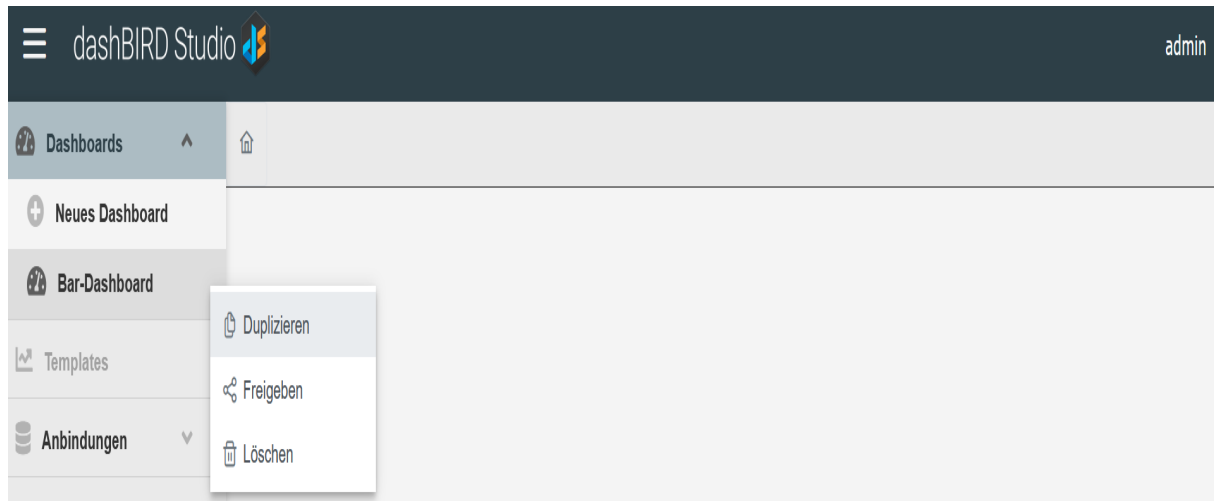 dashBIRD Studio
admin
Dashboards
Neues Dashboard
Bar-Dashboard
Duplizieren
Templates
Freigeben
Anbindungen
Löschen